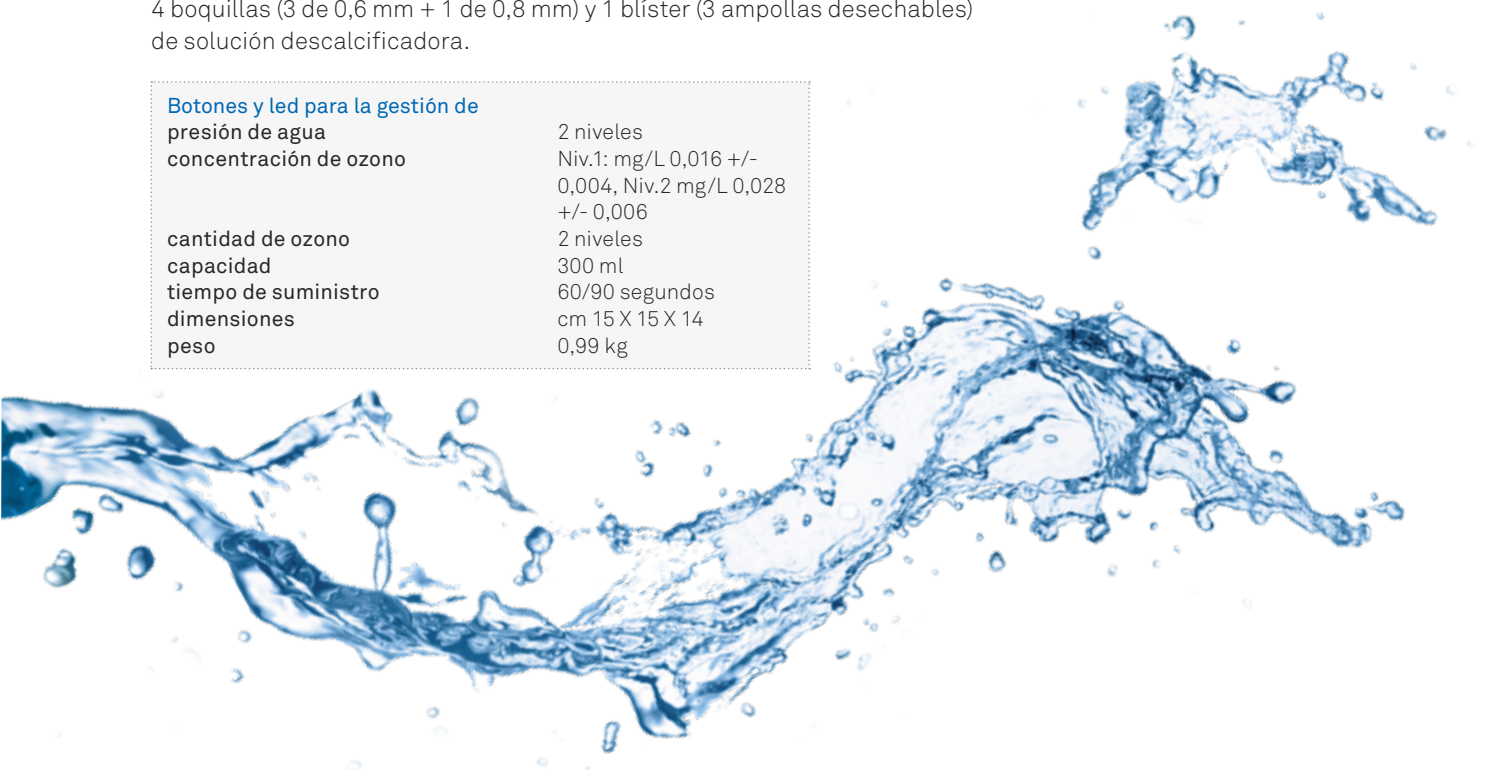 4 boquillas (3 de 0,6 mm + 1 de 0,8 mm) y 1 blíster (3 ampollas desechables)
de solución descalcificadora.
Botones y led para la gestión de
presión de agua 2 niveles
concentración de ozono Niv.1: mg/L 0,016 +/-
0,004, Niv.2 mg/L 0,028
+/- 0,006
cantidad de ozono 2 niveles
capacidad 300 ml
tiempo de suministro 60/90 segundos
dimensiones cm 15 X 15 X 14
peso 0,99 kg